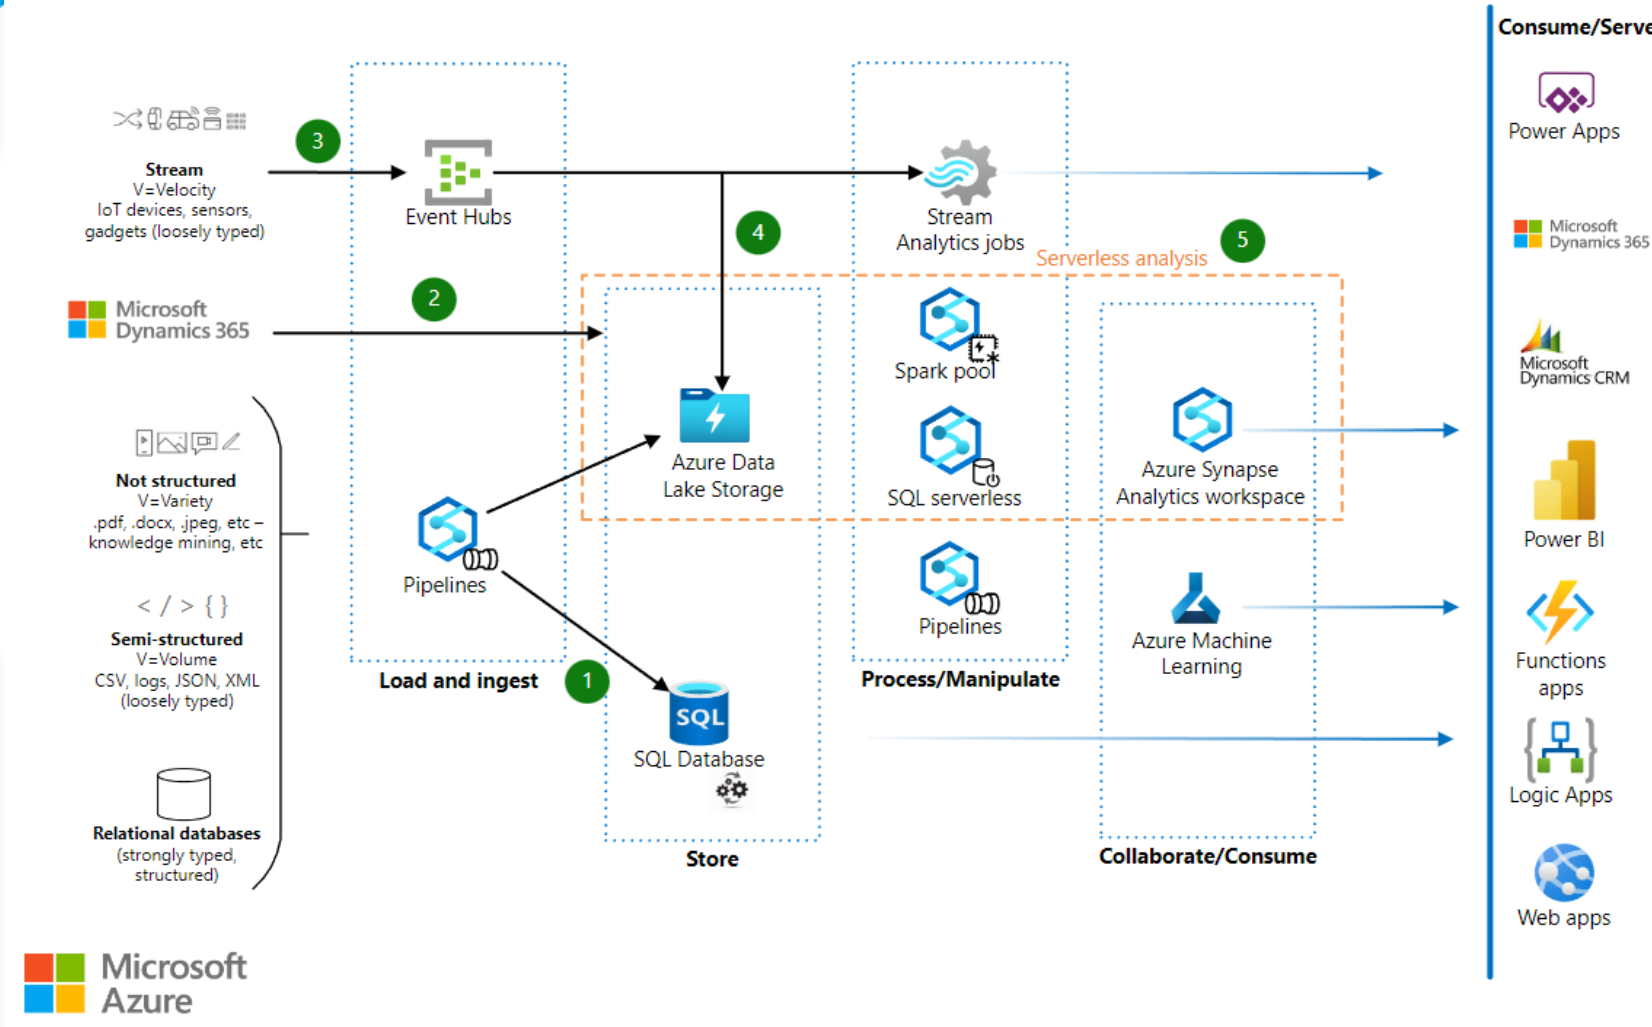 Consume/Serve
3
Stream
V=Velocity
IoT devices, sensors,
gadgets (loosely typed)
Event Hubs
4
Stream
Analytics jobs
Serverless analysis
5
2
Microsoft
Dynamics 365
Not structured
V=Variety
.pdf, .docx, .jpeg, etc –
knowledge mining, etc
Semi-structured
V=Volume
CSV, logs, JSON, XML
(loosely typed)
Relational databases
(strongly typed,
structured)
Pipelines
Load and ingest
1
Azure Data
Lake Storage
SQL
SQL Database
Store
Spark pool
SQL serverless
Pipelines
Process/Manipulate
Azure Synapse
Analytics workspace
Azure Machine
Learning
Collaborate/Consume
Power Apps
Microsoft
Dynamics 365
Microsoft
Dynamics CRM
Power BI
Functions
apps
Logic Apps
Web apps
Microsoft
Azure